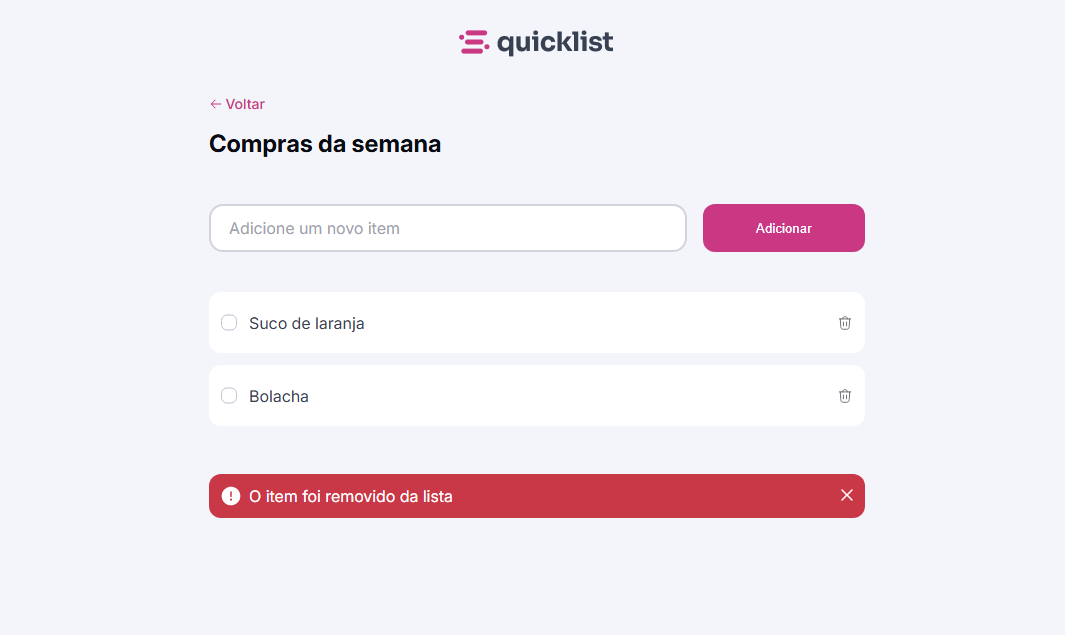 quicklist
← Voltar
Compras da semana
Adicione um novo item
Adicionar
Suco de laranja
Bolacha
O item foi removido da lista